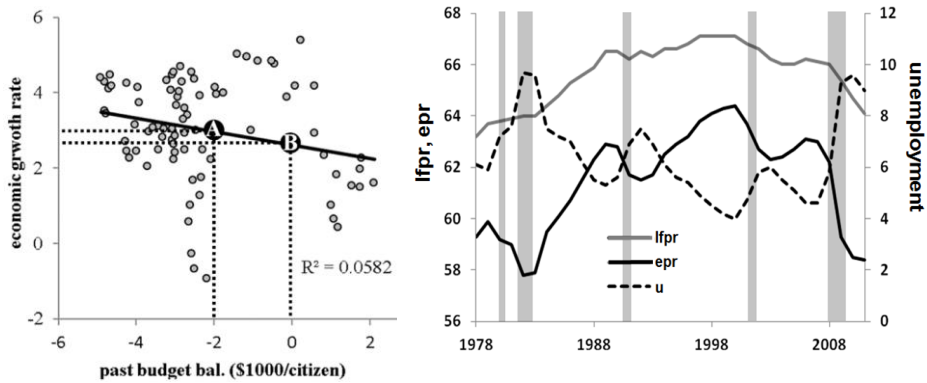 6
4
2
0
-2
-6
-4
-2
0
2
economic grwoth rate
past budget bal. ($1000/citizen)
A
B
R² = 0.0582
68
66
64
62
60
58
56
12
10
8
6
4
2
0
1978
1988
1998
2008
lfpr, epr
unemployment
lfpr
epr
u